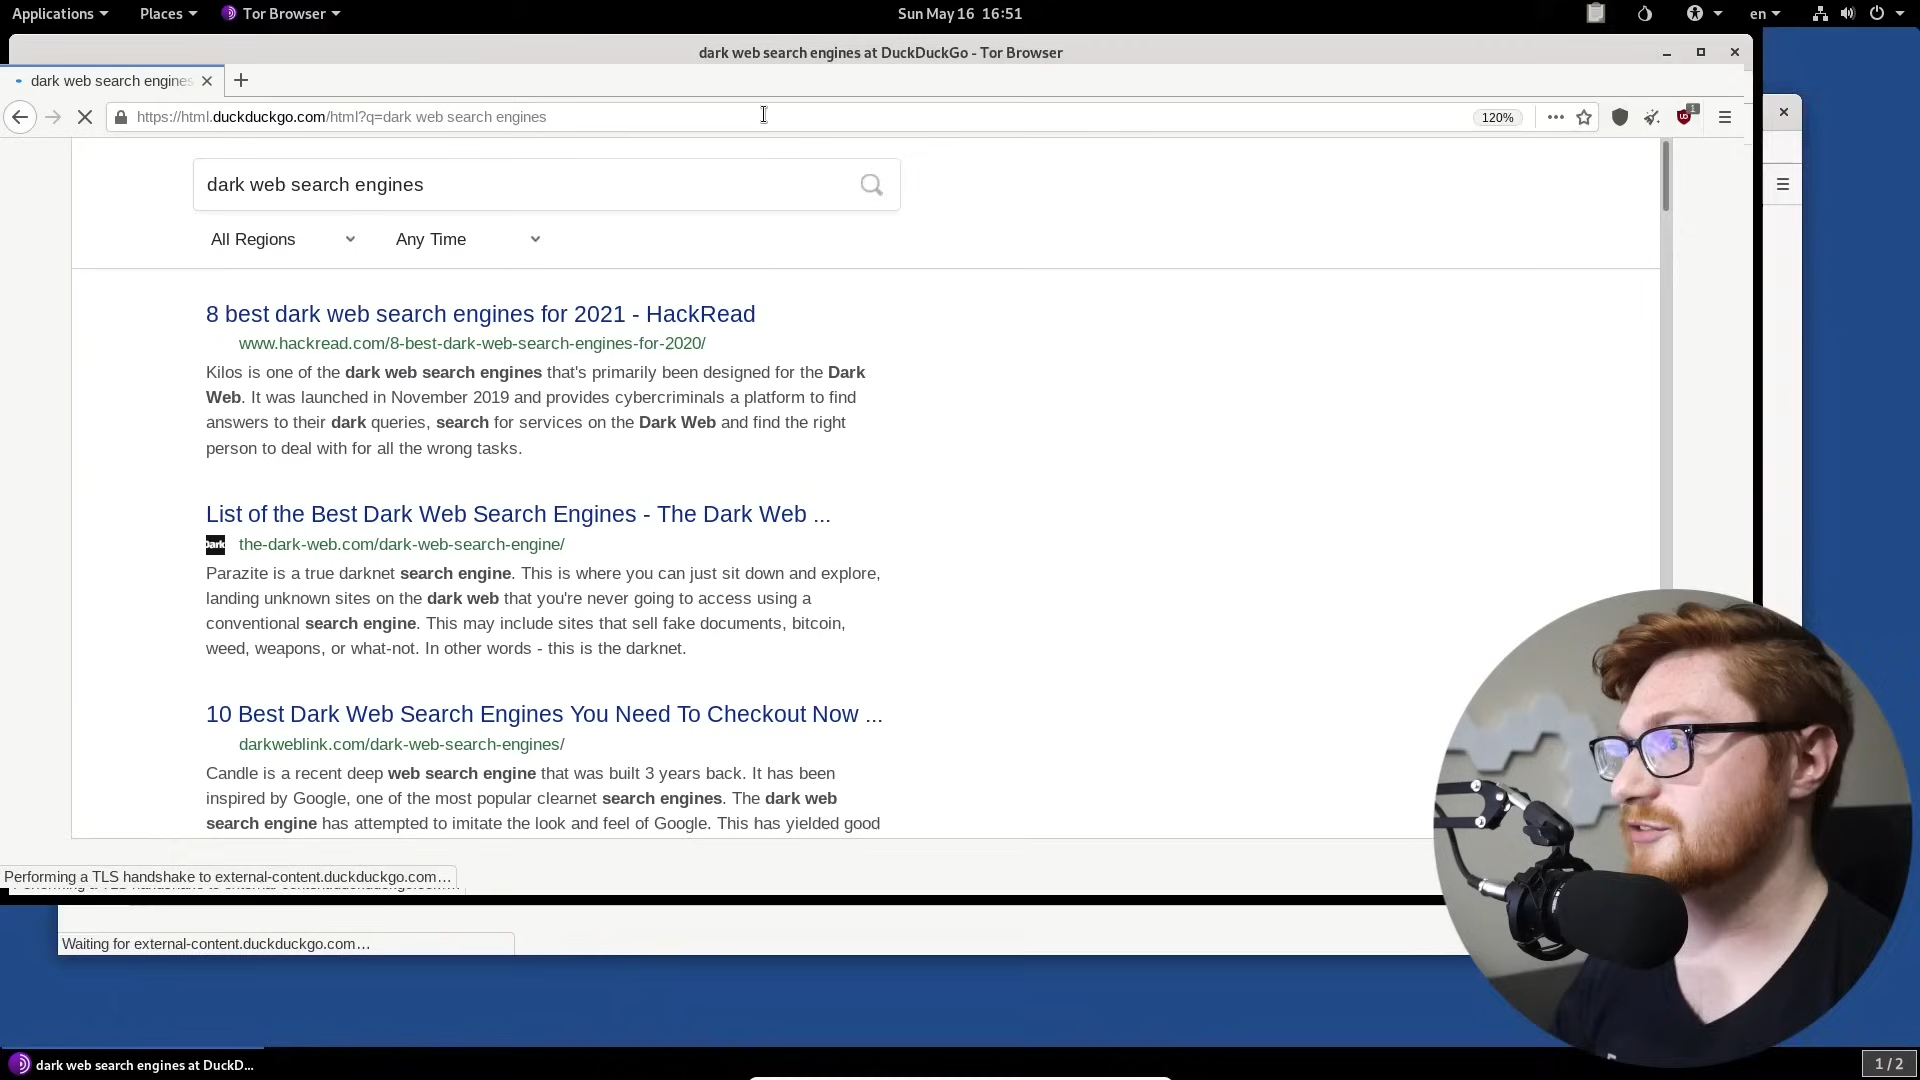 Applications Places Tor Browser Sun May 16 16:51 en
dark web search engines at DuckDuckGo - Tor Browser
dark web search engines
https://html.duckduckgo.com/html?q=dark web search engines 120% 1
dark web search engines
All Regions Any Time
8 best dark web search engines for 2021 - HackRead
www.hackread.com/8-best-dark-web-search-engines-for-2020/
Kilos is one of the dark web search engines that's primarily been designed for the Dark
Web. It was launched in November 2019 and provides cybercriminals a platform to find
answers to their dark queries, search for services on the Dark Web and find the right
person to deal with for all the wrong tasks.
List of the Best Dark Web Search Engines - The Dark Web ...
Dark the-dark-web.com/dark-web-search-engine/
Parazite is a true darknet search engine. This is where you can just sit down and explore,
landing unknown sites on the dark web that you're never going to access using a
conventional search engine. This may include sites that sell fake documents, bitcoin,
weed, weapons, or what-not. In other words - this is the darknet.
10 Best Dark Web Search Engines You Need To Checkout Now ...
darkweblink.com/dark-web-search-engines/
Candle is a recent deep web search engine that was built 3 years back. It has been
inspired by Google, one of the most popular clearnet search engines. The dark web
search engine has attempted to imitate the look and feel of Google. This has yielded good
Performing a TLS handshake to external-content.duckduckgo.com…
Waiting for external-content.duckduckgo.com…
dark web search engines at DuckD... 1 / 2